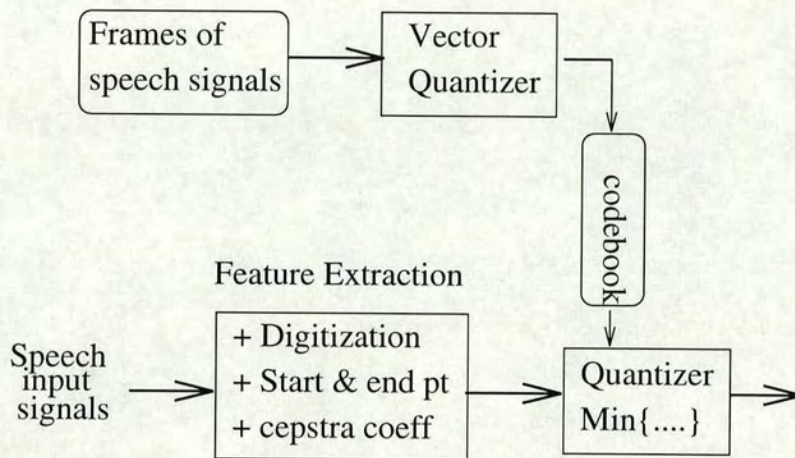 Frames of
speech signals
Vector
Quantizer
codebook
Feature Extraction
Speech
input
signals
+ Digitization
+ Start & end pt
+ cepstra coeff
Quantizer
Min{....}